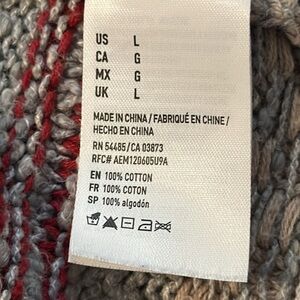 US L
CA G
MX G
UK L
MADE IN CHINA / FABRIQUÉ EN CHINE /
HECHO EN CHINA
RN 54485/CA 03873
RFC# AEM120605U9A
EN 100% COTTON
FR 100% COTON
SP 100% algodón